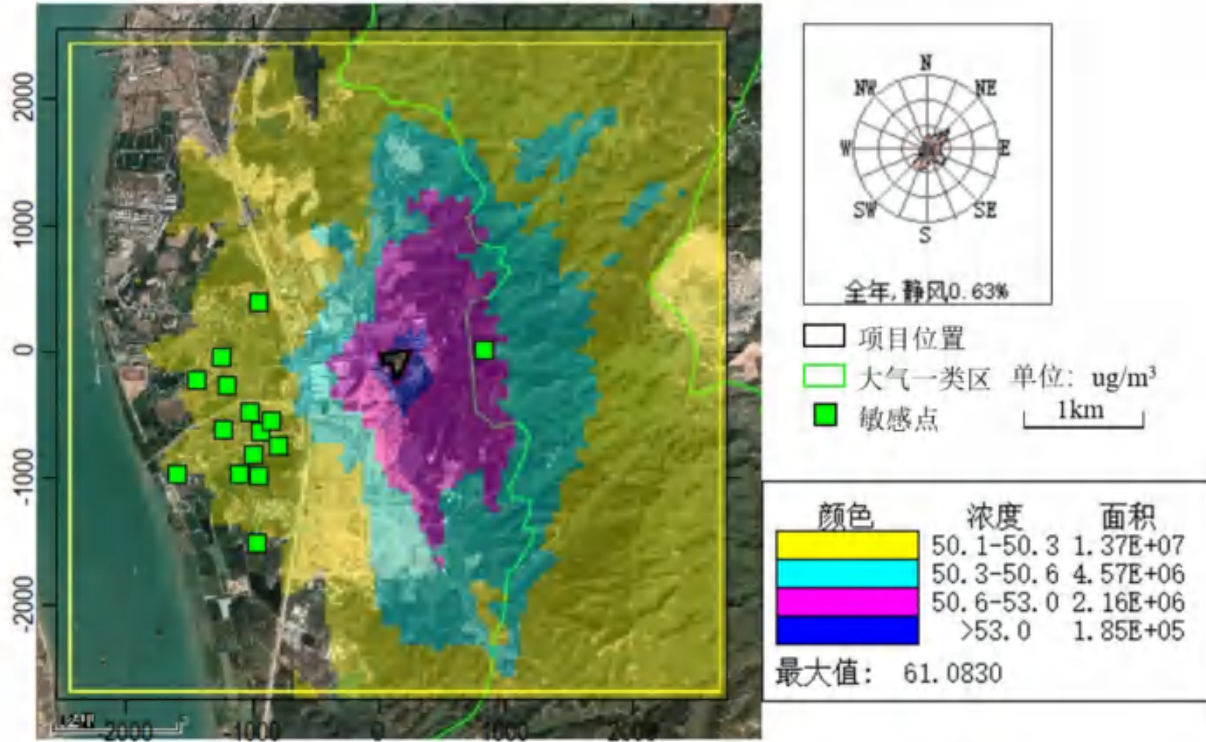 2000
1000
0
-1000
-2000
-2000
-1000
0
1000
2000
N
NW
NE
W
E
SW
SE
S
全年,静风0.63%
项目位置
大气一类区 单位: ug/m³
敏感点
1km
颜色 浓度 面积
50.1-50.3 1.37E+07
50.3-50.6 4.57E+06
50.6-53.0 2.16E+06
>53.0 1.85E+05
最大值: 61.0830